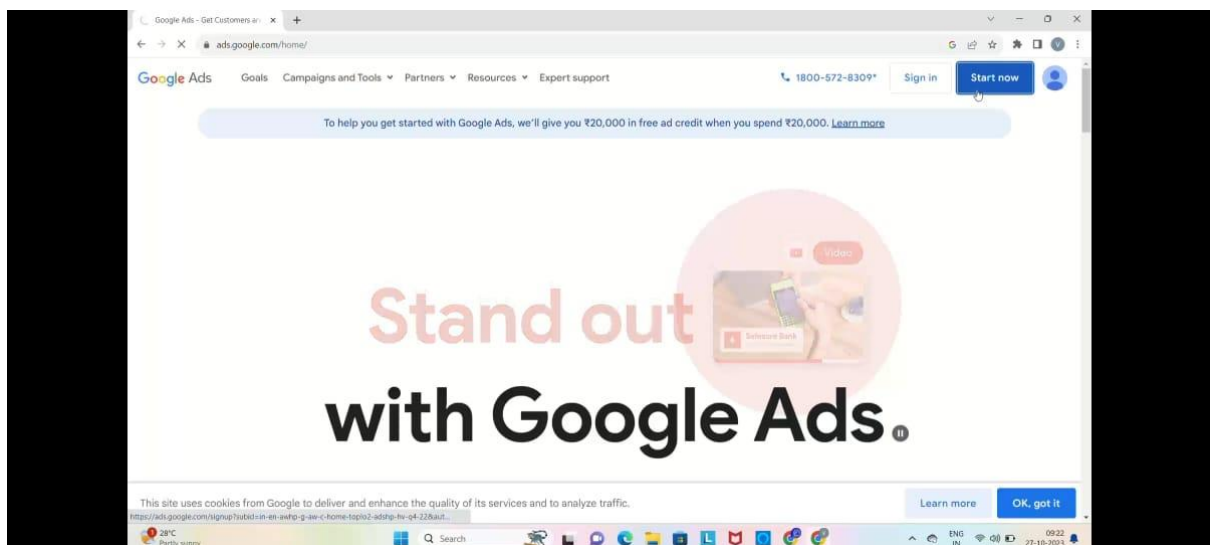 Google Ads - Get Customers an
ads.google.com/home/
Google Ads Goals Campaigns and Tools Partners Resources Expert support 1800-572-8309* Sign in Start now
To help you get started with Google Ads, we'll give you ₹20,000 in free ad credit when you spend ₹20,000. Learn more
Video
Stand out
Bank
with Google Ads.
This site uses cookies from Google to deliver and enhance the quality of its services and to analyze traffic. Learn more OK, got it
28°C
Partly sunny
Search
ENG
IN
09:22
27-10-2023